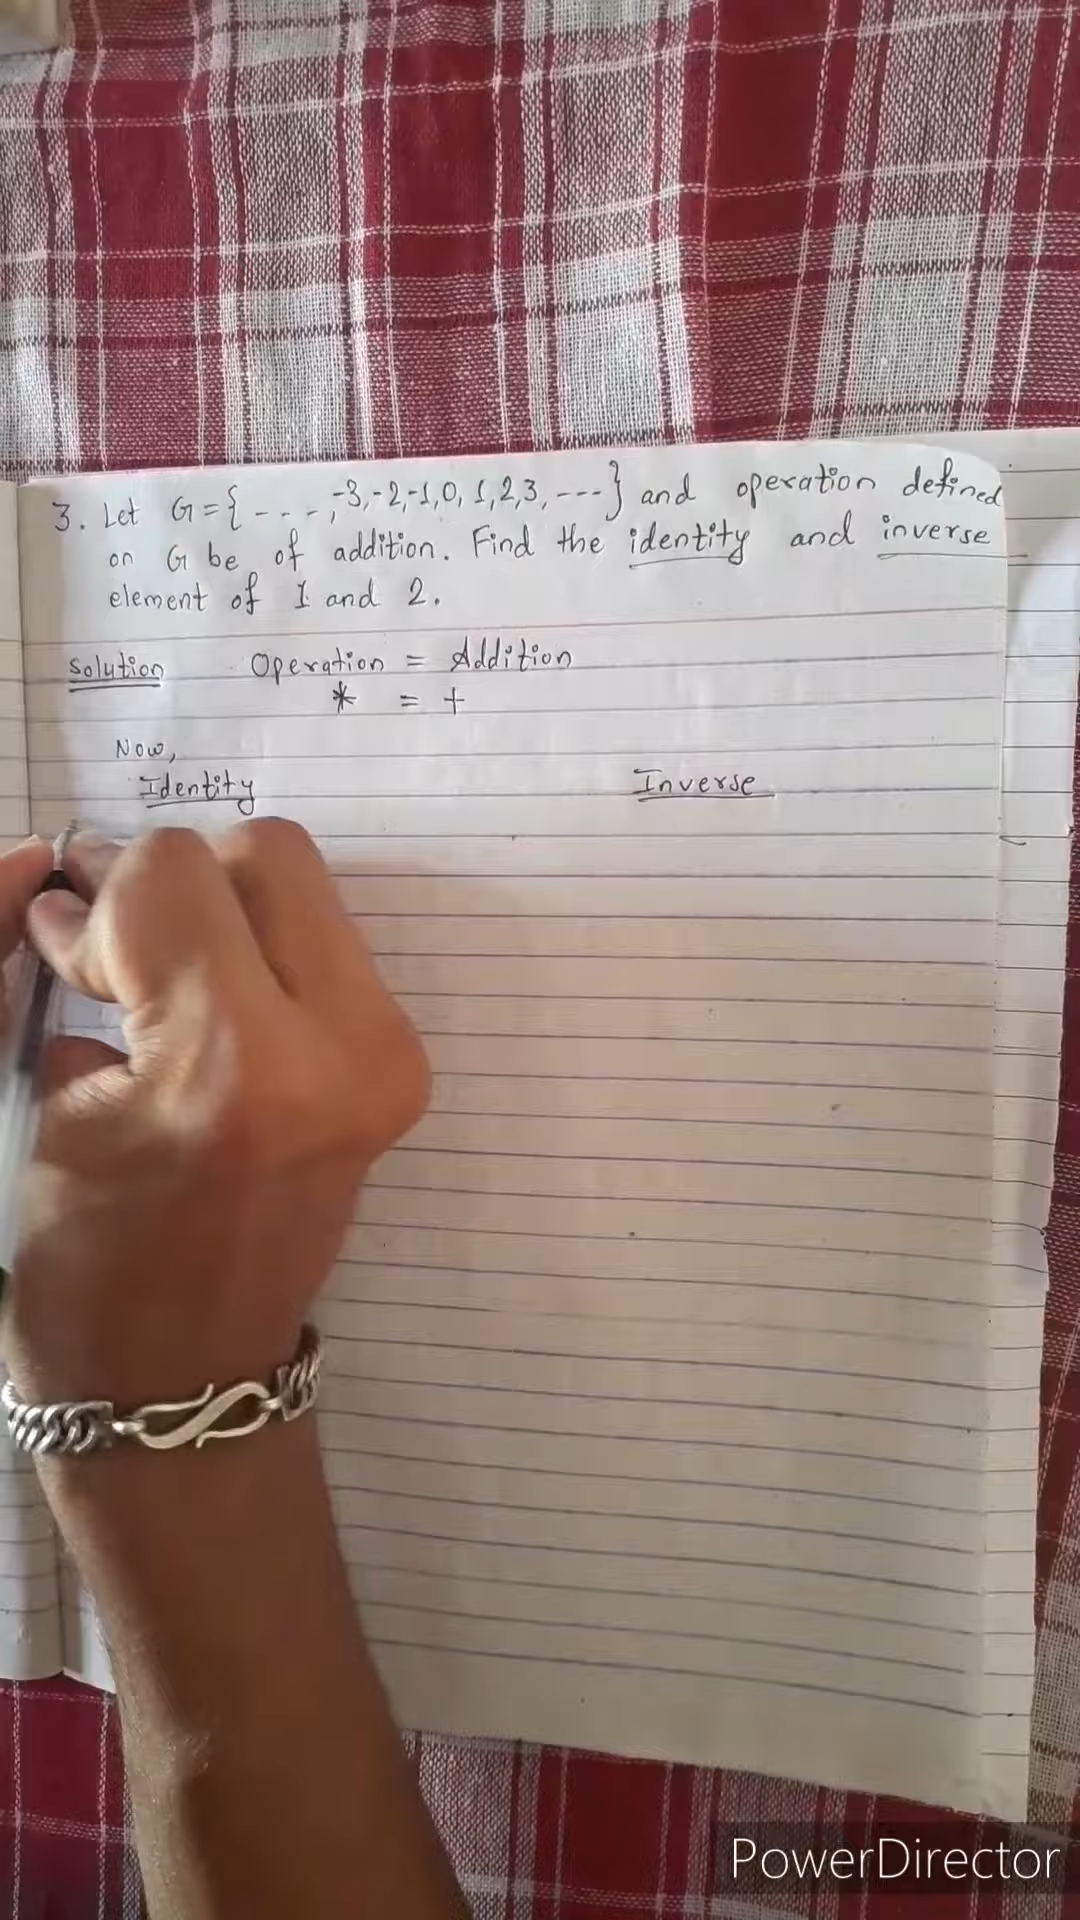 3. Let G = { - - - , -3, -2, -1, 0, 1, 2, 3, - - - } and operation defined
on G be of addition. Find the identity and inverse
element of 1 and 2.
Solution Operation = Addition
* = +
Now,
Identity Inverse
PowerDirector